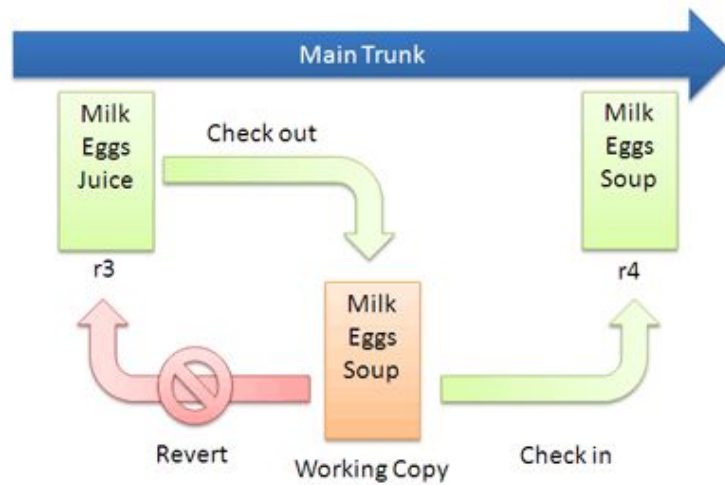 Main Trunk
Milk
Eggs
Juice
r3
Check out
Milk
Eggs
Soup
r4
Milk
Eggs
Soup
Working Copy
Revert
Check in